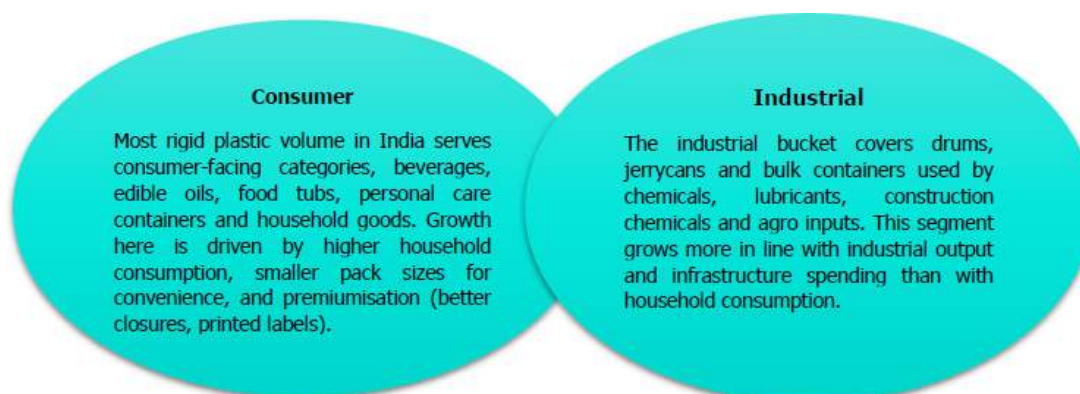 Consumer
Most rigid plastic volume in India serves
consumer-facing categories, beverages,
edible oils, food tubs, personal care
containers and household goods. Growth
here is driven by higher household
consumption, smaller pack sizes for
convenience, and premiumisation (better
closures, printed labels).
Industrial
The industrial bucket covers drums,
jerrycans and bulk containers used by
chemicals, lubricants, construction
chemicals and agro inputs. This segment
grows more in line with industrial output
and infrastructure spending than with
household consumption.